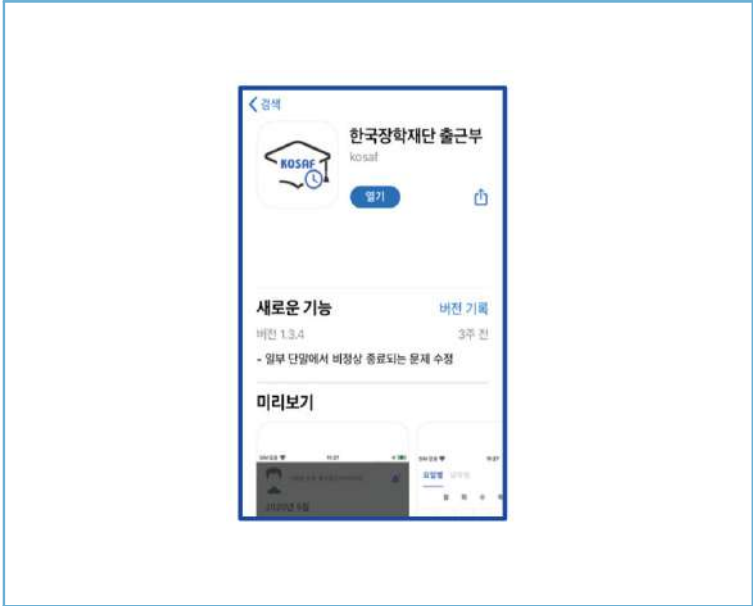 검색
한국장학재단 출근부
kosaf
KOSAF
열기
새로운 기능
버전 기록
버전 1.3.4
3주 전
- 일부 단말에서 비정상 종료되는 문제 수정
미리보기
요일별
2020년